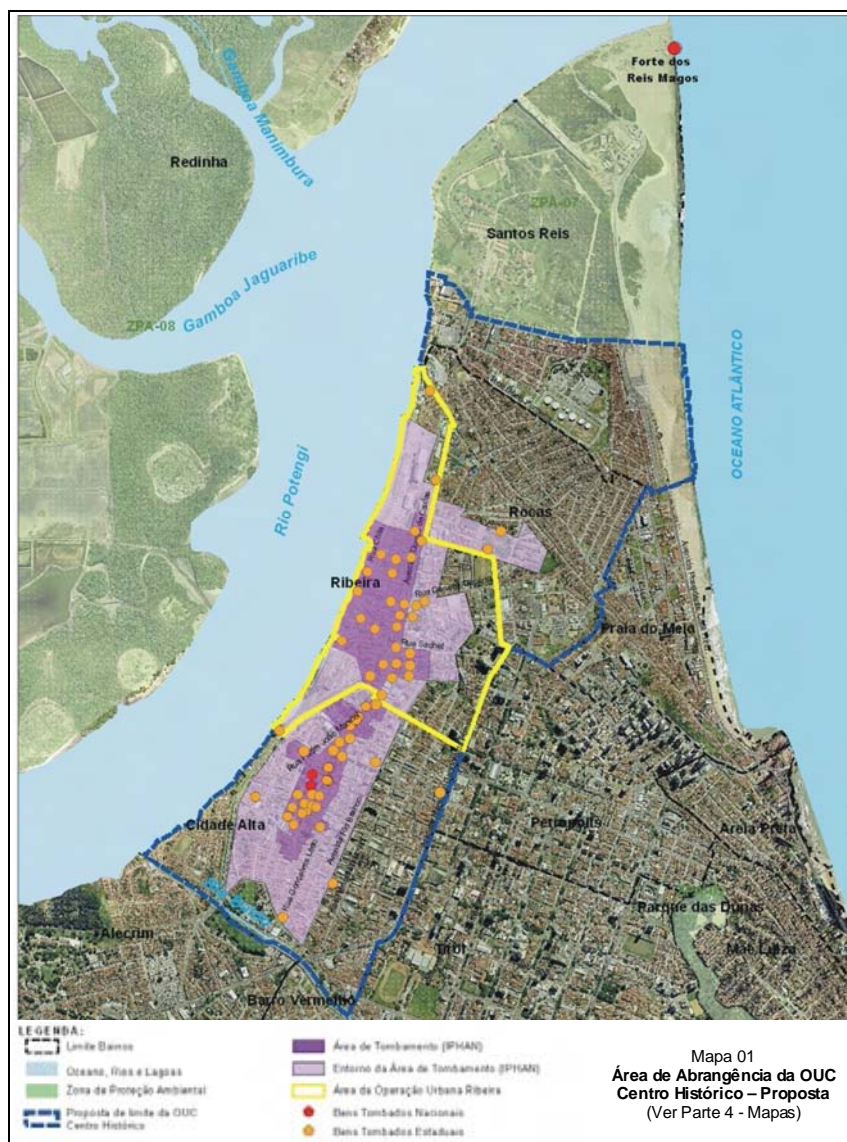 Forte dos
Reis Magos
Gamboa Manimbura
Redinha
ZPA-07
Santos Reis
Gamboa Jaguaribe
ZPA-08
OCEANO ATLÂNTICO
Rio Potengi
Rocas
Ribeira
Rua Sachet
Praia do Meio
Cidade Alta
Petrópolis
Areia Preta
Parque das Dunas
Alecrim
Tirol
Mãe Luiza
Barro Vermelho
LEGENDA:
Limite Bairros
Oceano, Rios e Lagoas
Zona de Proteção Ambiental
Proposta de limite da OUC
Centro Histórico
Área de Tombamento (IPHAN)
Entorno da Área de Tombamento (IPHAN)
Área da Operação Urbana Ribeira
Bens Tombados Nacionais
Bens Tombados Estaduais
Mapa 01
Área de Abrangência da OUC
Centro Histórico – Proposta
(Ver Parte 4 - Mapas)